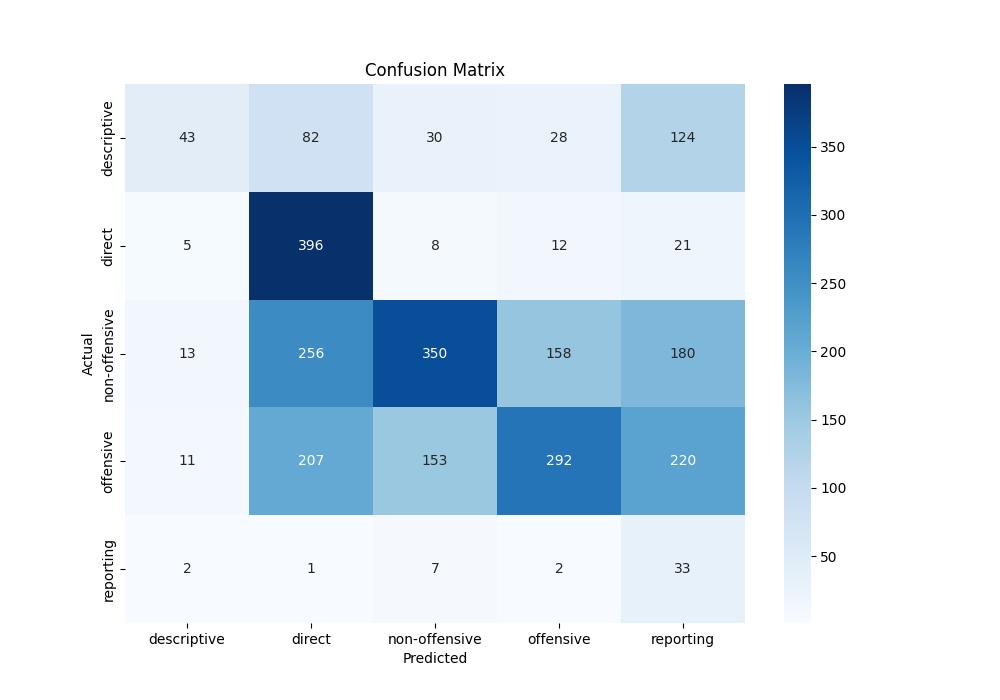 Confusion Matrix
descriptive 43 82 30 28 124
direct 5 396 8 12 21
non-offensive 13 256 350 158 180
offensive 11 207 153 292 220
reporting 2 1 7 2 33
Actual
descriptive direct non-offensive offensive reporting
Predicted
350
300
250
200
150
100
50